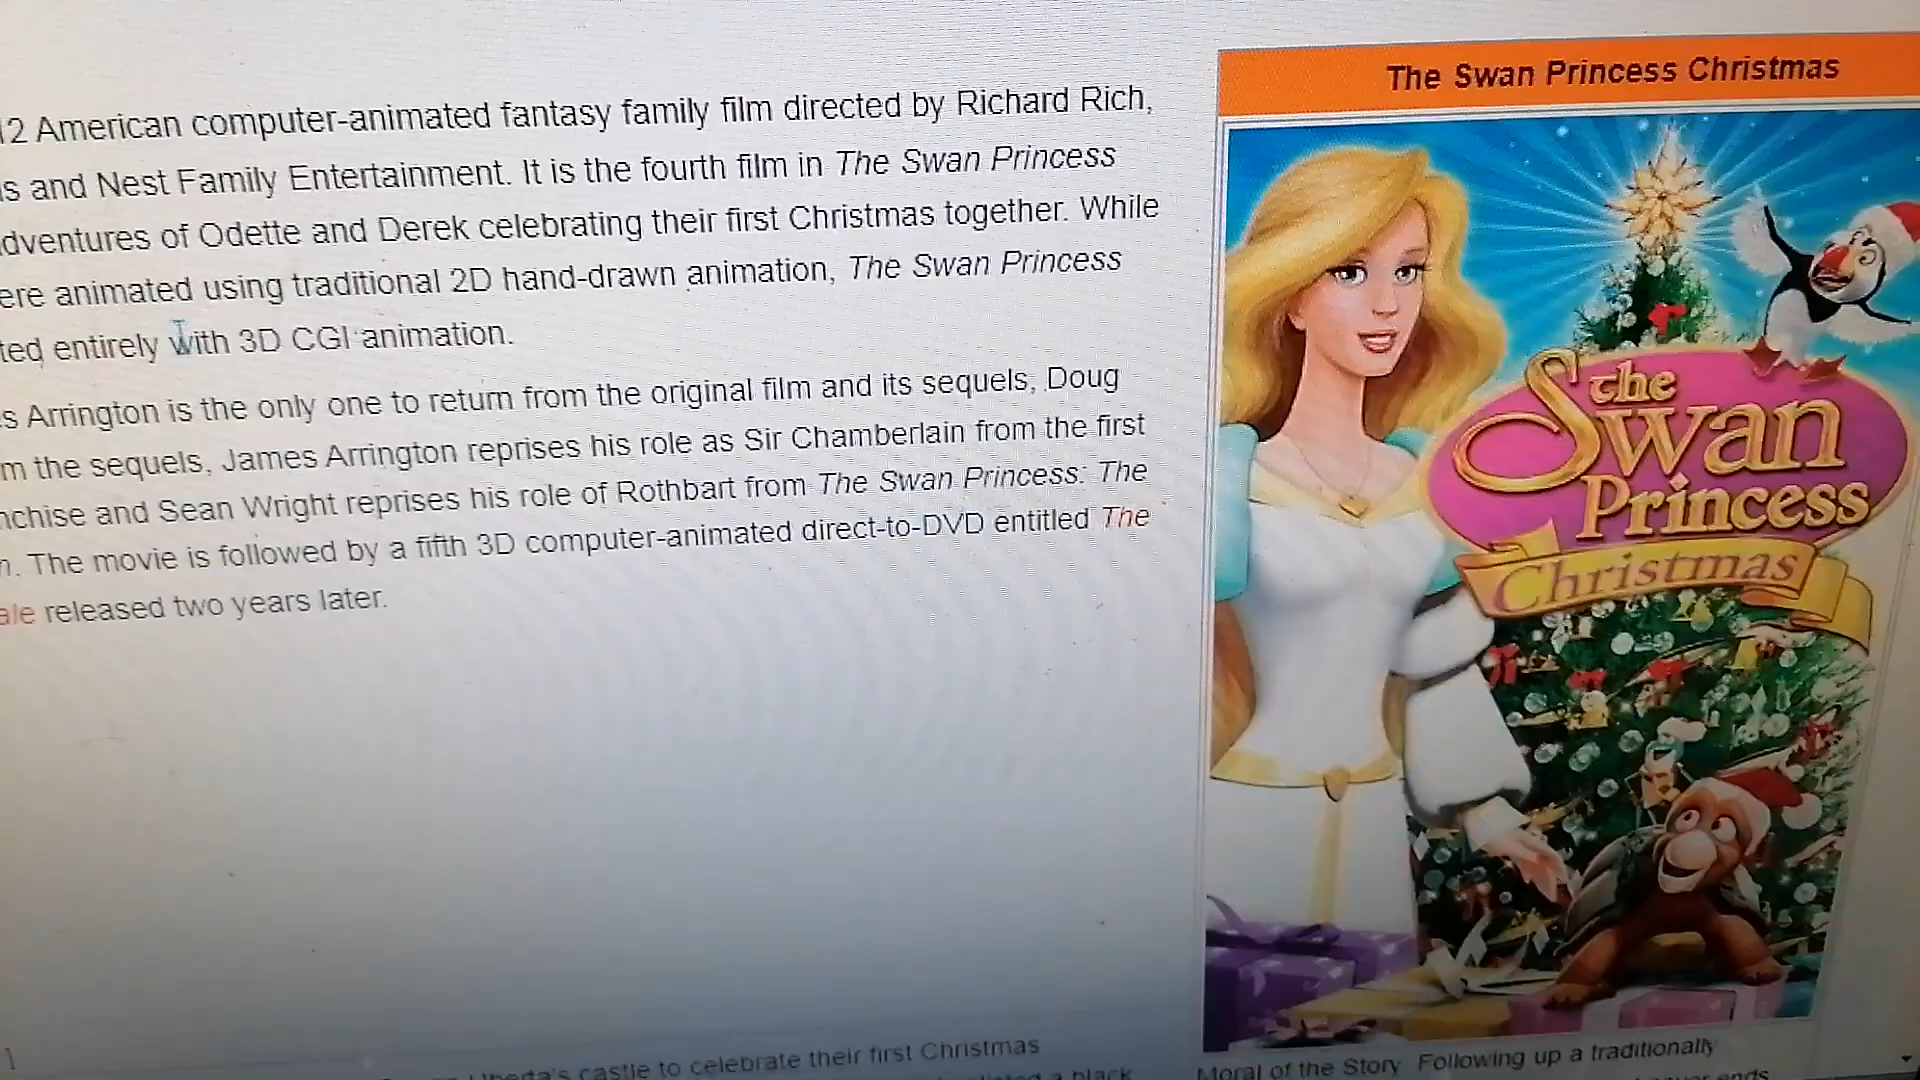 The Swan Princess Christmas
12 American computer-animated fantasy family film directed by Richard Rich,
s and Nest Family Entertainment. It is the fourth film in The Swan Princess
dventures of Odette and Derek celebrating their first Christmas together. While
ere animated using traditional 2D hand-drawn animation, The Swan Princess
ted entirely with 3D CGI animation.
s Arrington is the only one to return from the original film and its sequels, Doug
m the sequels, James Arrington reprises his role as Sir Chamberlain from the first
nchise and Sean Wright reprises his role of Rothbart from The Swan Princess: The
n. The movie is followed by a fifth 3D computer-animated direct-to-DVD entitled The
ale released two years later.
the
Swan
Princess
Christmas
castle to celebrate their first Christmas
a black
Moral of the Story Following up a traditionally
ends